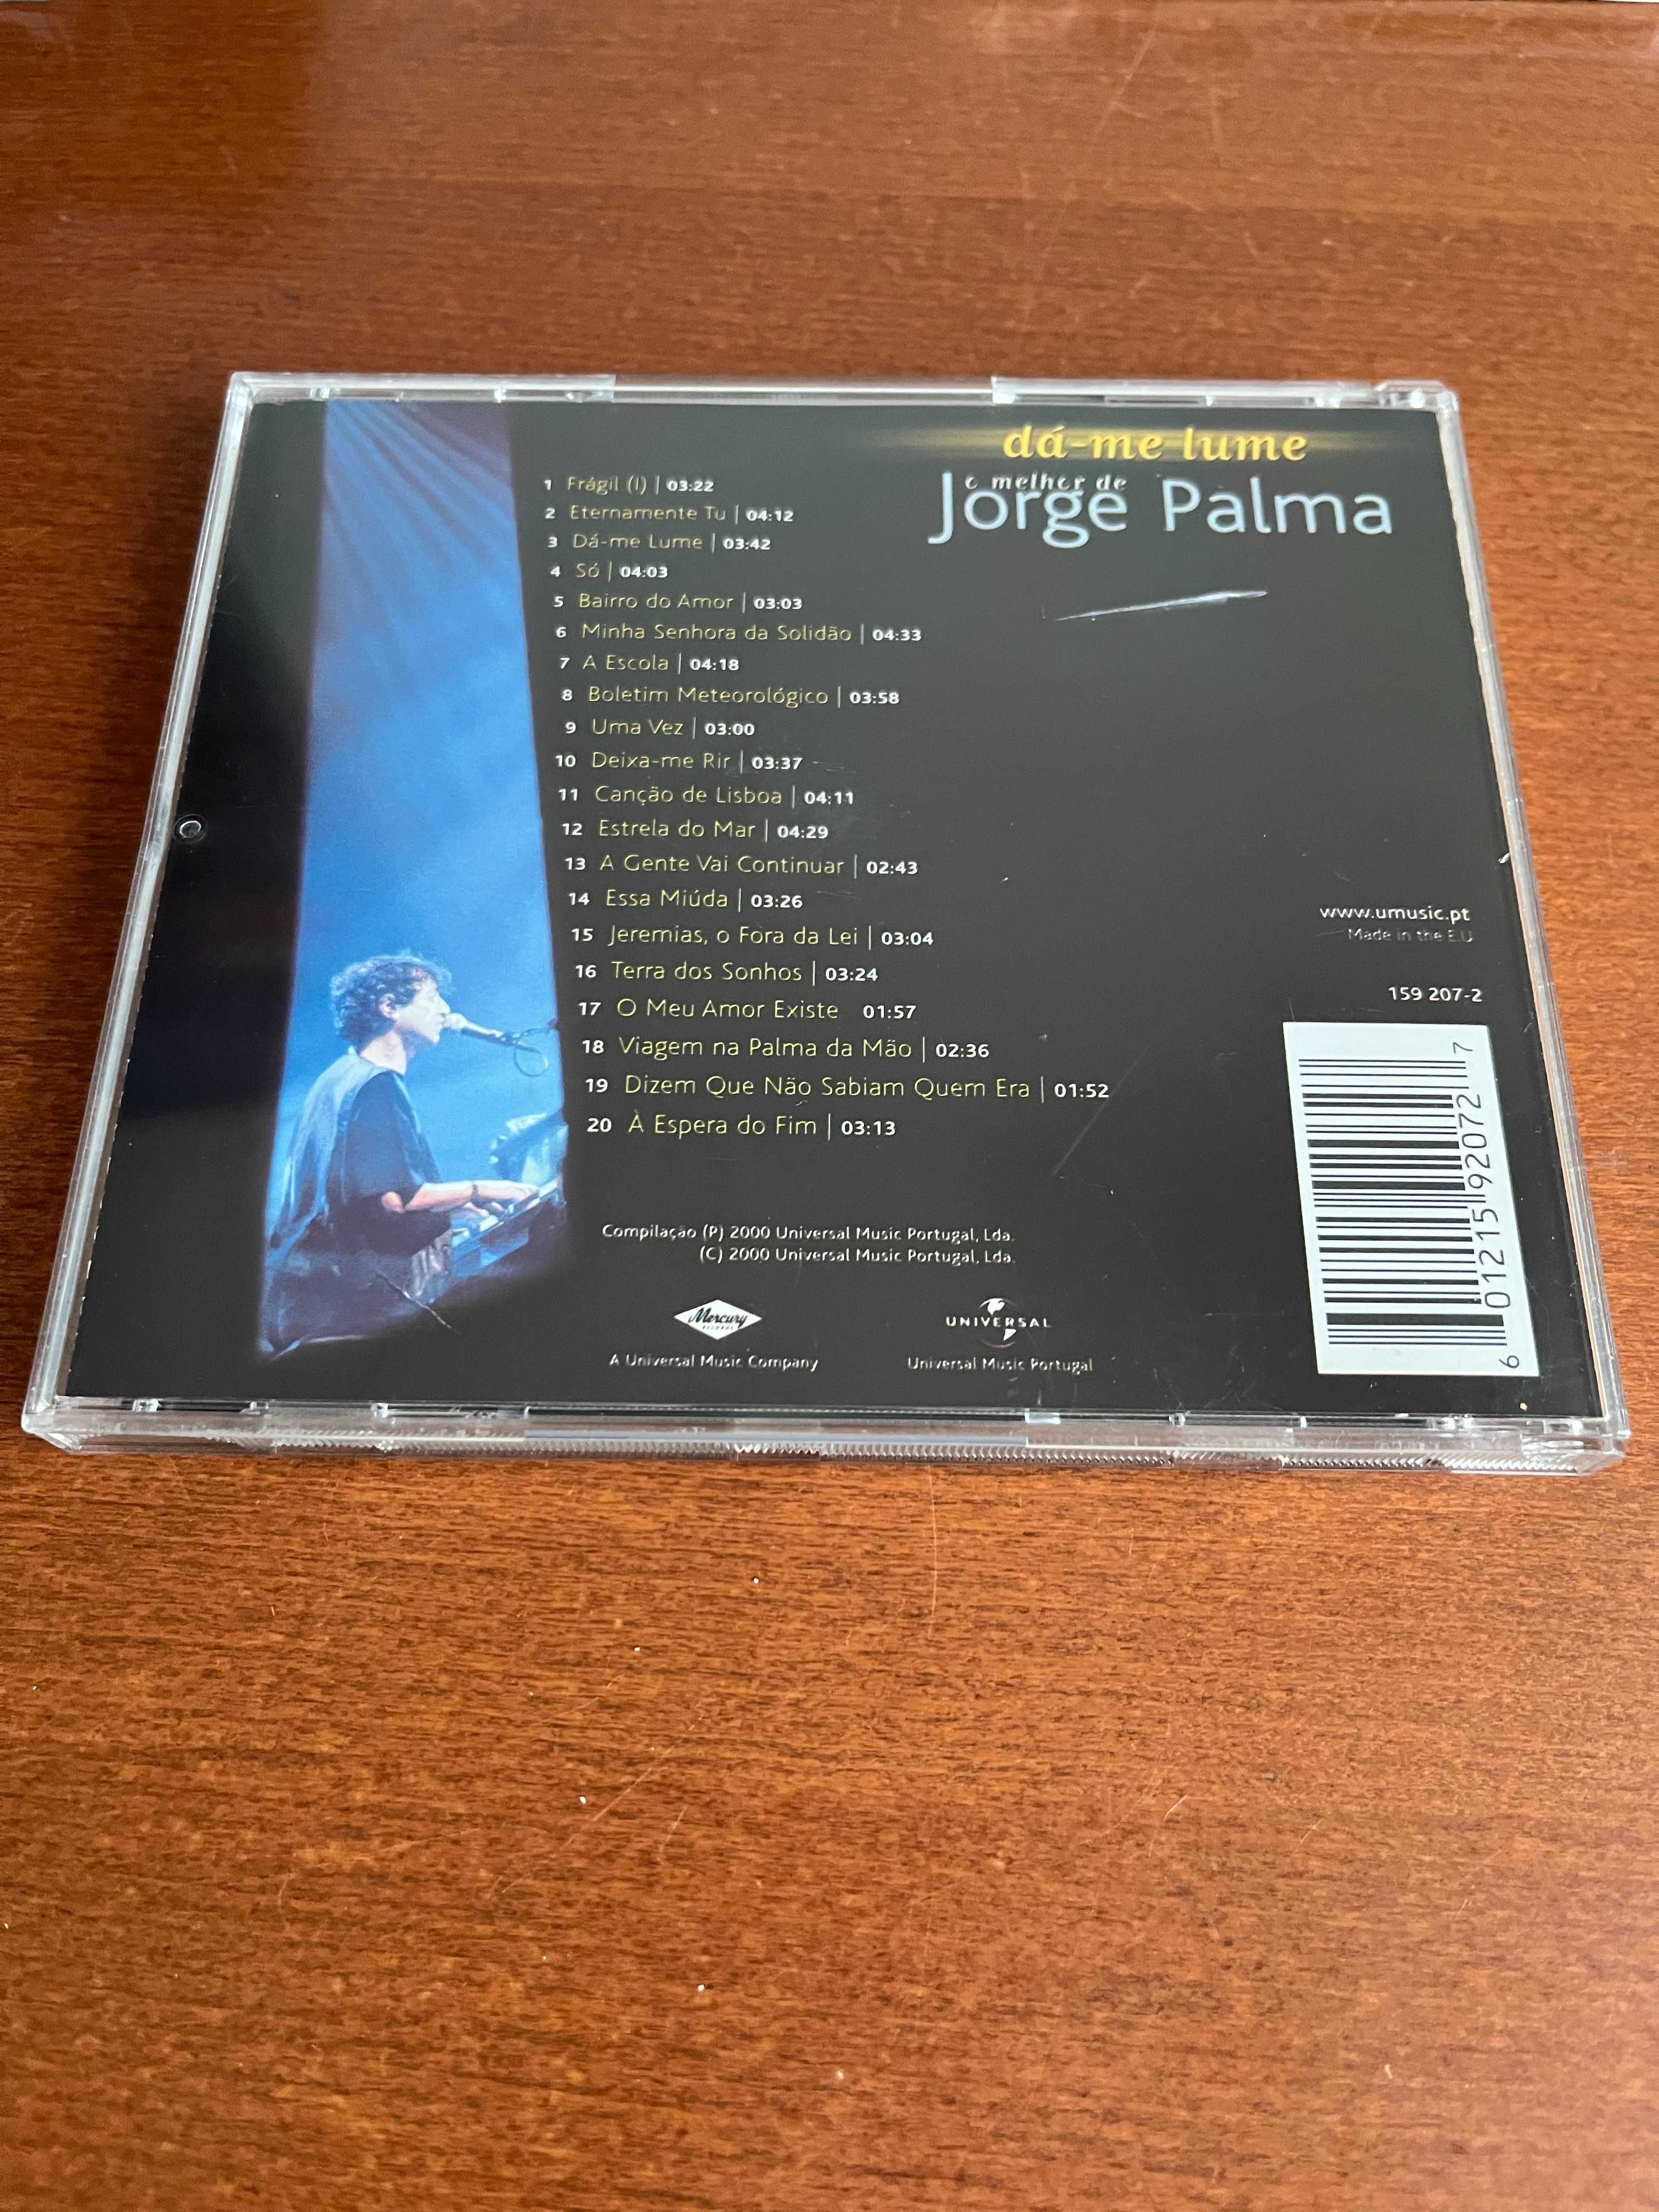 dá-me lume
o melhor de
Jorge Palma
1 Frágil (I) | 03:22
2 Eternamente Tu | 04:12
3 Dá-me Lume | 03:42
4 Só | 04:03
5 Bairro do Amor | 03:03
6 Minha Senhora da Solidão | 04:33
7 A Escola | 04:18
8 Boletim Meteorológico | 03:58
9 Uma Vez | 03:00
10 Deixa-me Rir | 03:37
11 Canção de Lisboa | 04:11
12 Estrela do Mar | 04:29
13 A Gente Vai Continuar | 02:43
14 Essa Miúda | 03:26
15 Jeremias, o Fora da Lei | 03:04
16 Terra dos Sonhos | 03:24
17 O Meu Amor Existe 01:57
18 Viagem na Palma da Mão | 02:36
19 Dizem Que Não Sabiam Quem Era | 01:52
20 À Espera do Fim | 03:13
www.umusic.pt
Made in the E.U
159 207-2
6 01215 92072 7
Compilação (P) 2000 Universal Music Portugal, Lda.
(C) 2000 Universal Music Portugal, Lda.
Mercury
RECORDS
A Universal Music Company
UNIVERSAL
Universal Music Portugal